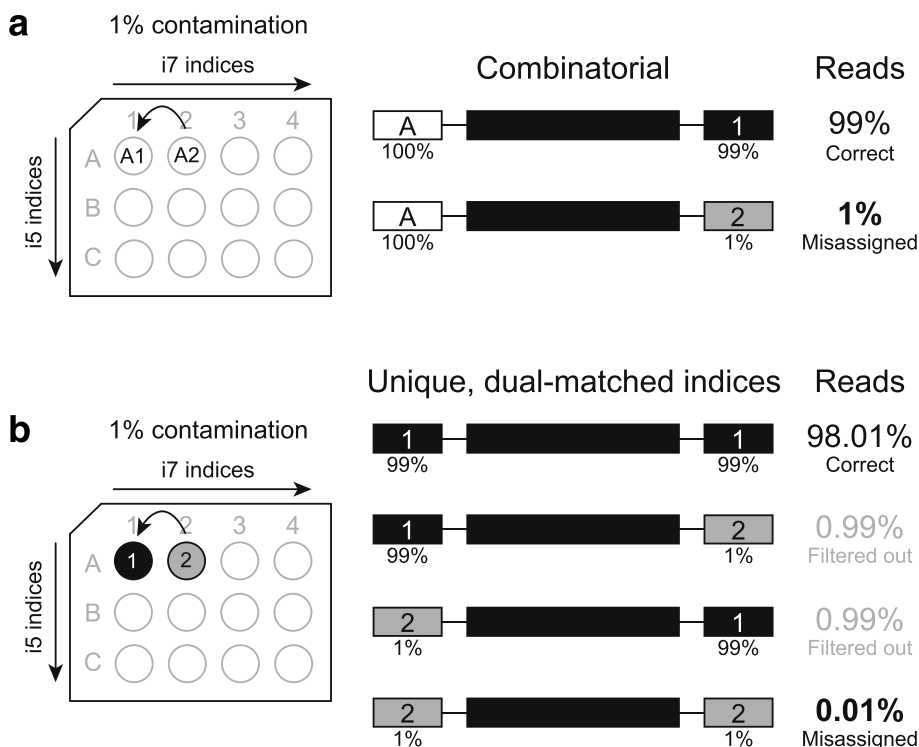 a
1% contamination
i7 indices
Combinatorial
Reads
1 2 3 4
A A1 A2
B
C
i5 indices
A 1 99%
100% 99% Correct
A 2 1%
100% 1% Misassigned
Unique, dual-matched indices Reads
b
1% contamination
i7 indices
1 2 3 4
A 1 2
B
C
i5 indices
1 1 98.01%
99% 99% Correct
1 2 0.99%
99% 1% Filtered out
2 1 0.99%
1% 99% Filtered out
2 2 0.01%
1% 1% Misassigned